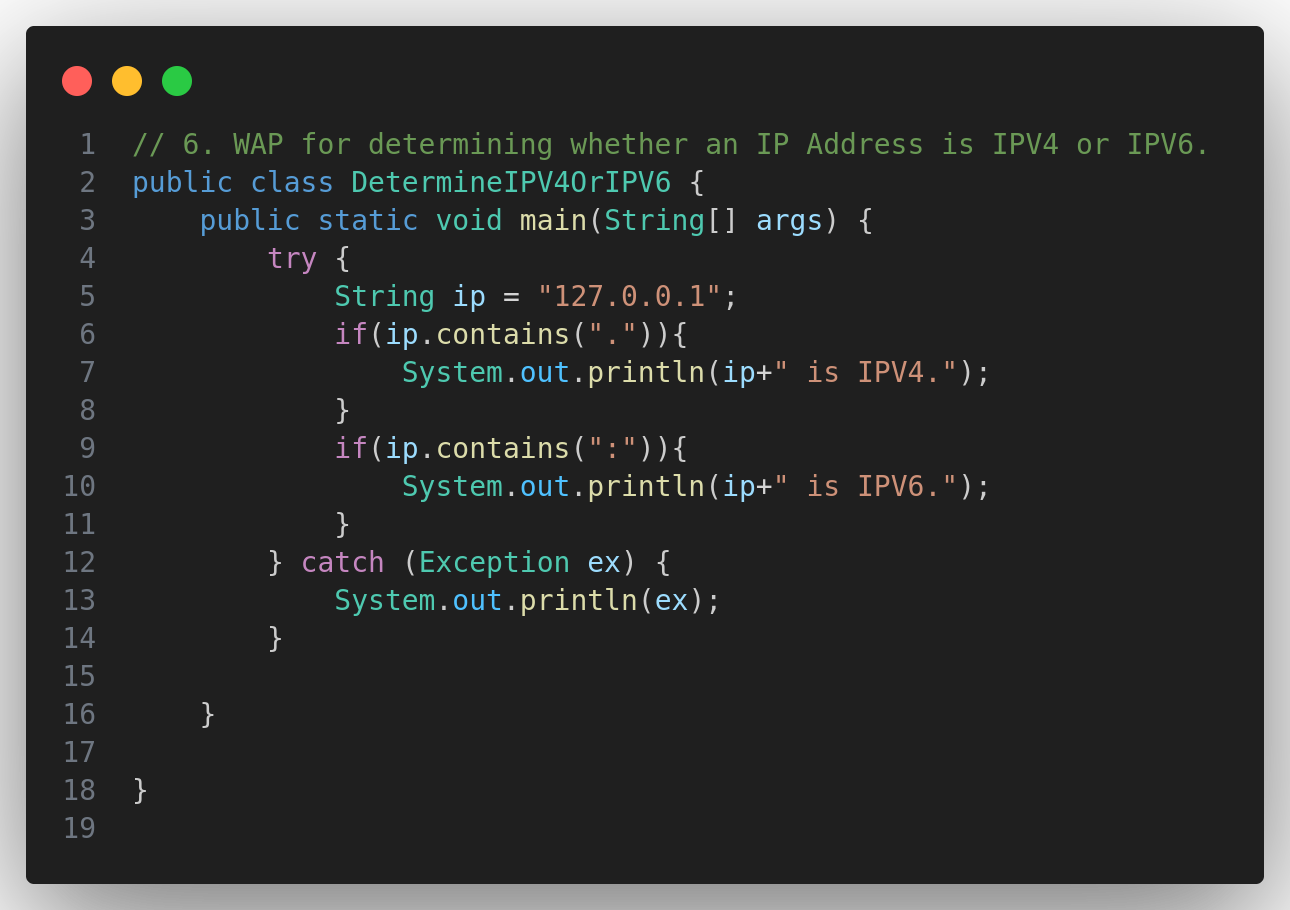 1 // 6. WAP for determining whether an IP Address is IPV4 or IPV6.
2 public class DetermineIPV4OrIPV6 {
3     public static void main(String[] args) {
4         try {
5             String ip = "127.0.0.1";
6             if(ip.contains(".")){
7                 System.out.println(ip+" is IPV4.");
8             }
9             if(ip.contains(":")){
10                 System.out.println(ip+" is IPV6.");
11             }
12         } catch (Exception ex) {
13             System.out.println(ex);
14         }
15
16     }
17
18 }
19